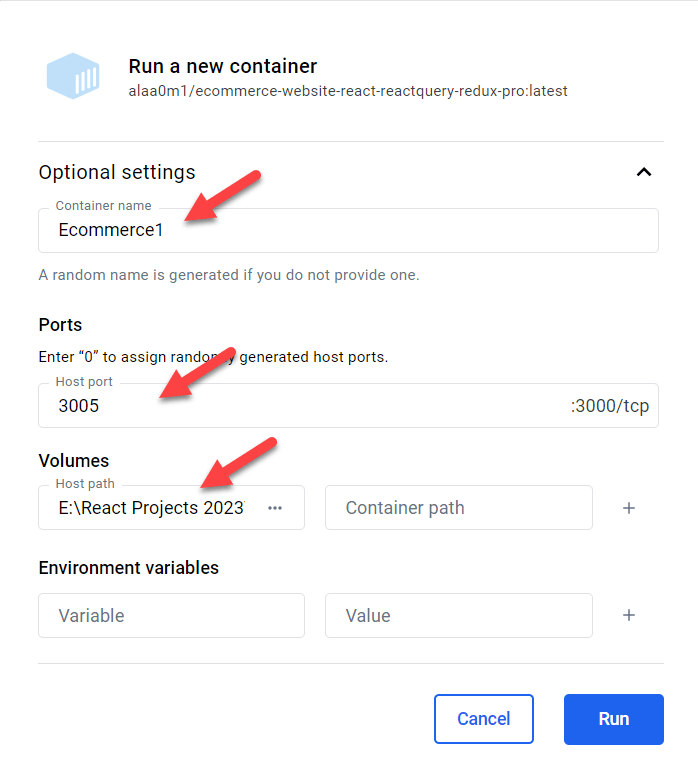 Run a new container
alaa0m1/ecommerce-website-react-reactquery-redux-pro:latest
Optional settings
Container name
Ecommerce1
A random name is generated if you do not provide one.
Ports
Enter “0” to assign randomly generated host ports.
Host port
3005 :3000/tcp
Volumes
Host path
E:\React Projects 2023 ... Container path +
Environment variables
Variable Value +
Cancel Run